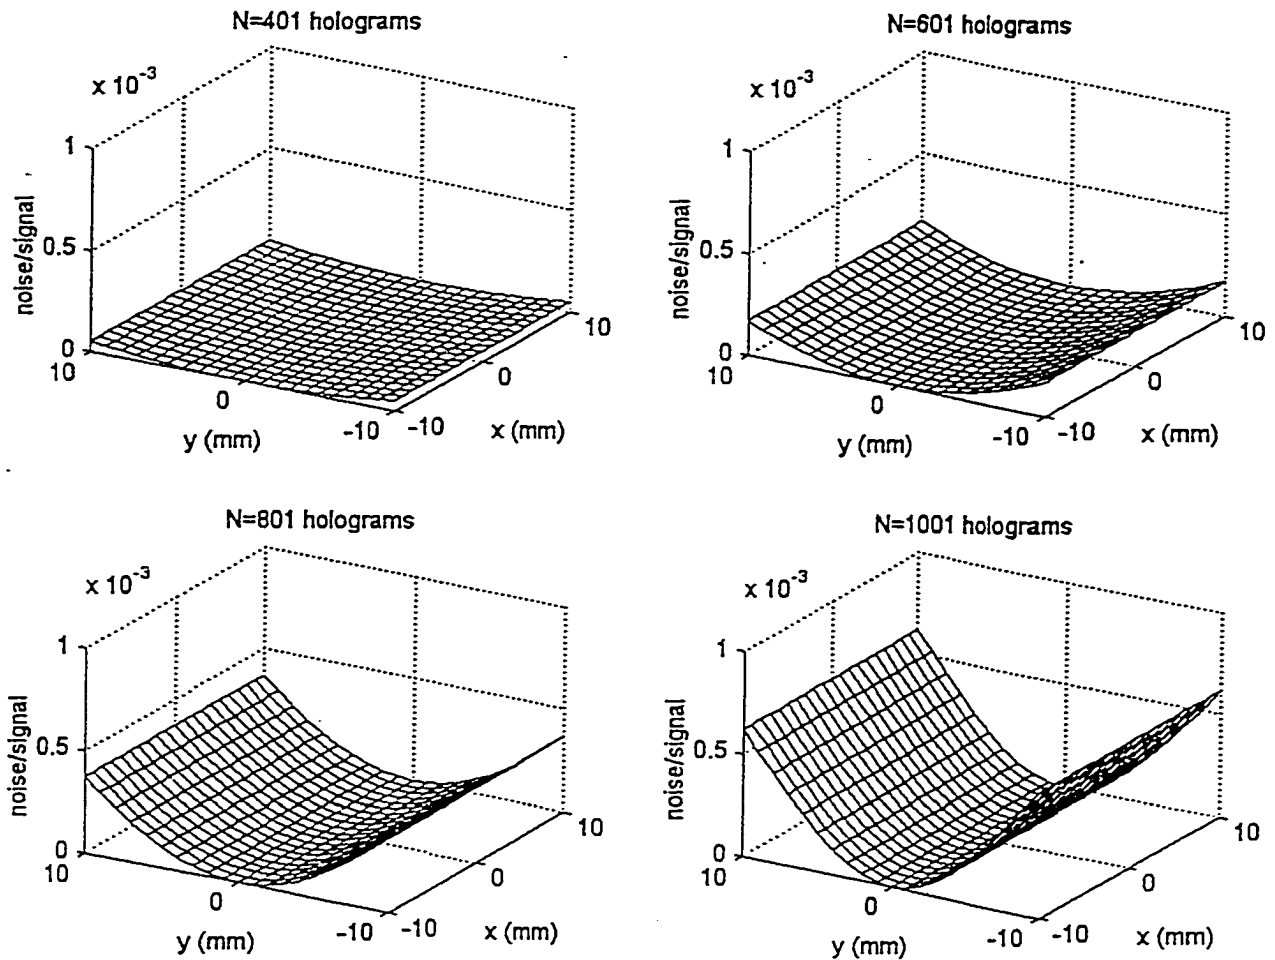 N=401 holograms
x 10-3
1
0.5
0
noise/signal
10
0
-10
y (mm)
-10
0
10
x (mm)
N=601 holograms
x 10-3
1
0.5
0
noise/signal
10
0
-10
y (mm)
-10
0
10
x (mm)
N=801 holograms
x 10-3
1
0.5
0
noise/signal
10
0
-10
y (mm)
-10
0
10
x (mm)
N=1001 holograms
x 10-3
1
0.5
0
noise/signal
10
0
-10
y (mm)
-10
0
10
x (mm)